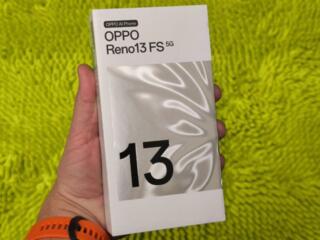 OPPO AI Phone
OPPO
Reno13 FS 5G
13